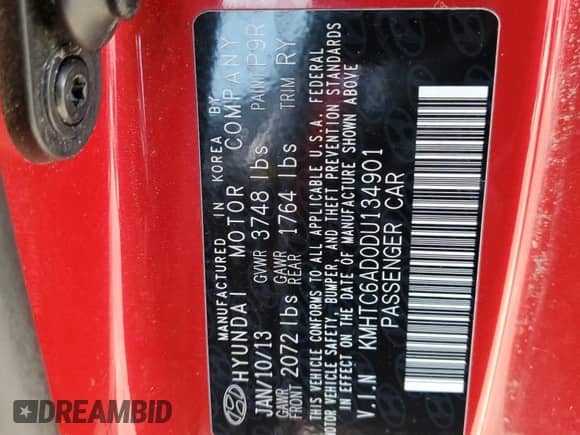 MANUFACTURED IN KOREA BY
HYUNDAI MOTOR COMPANY
JAN/10/13 GVWR 3748 lbs PAINT P9R
GAWR FRONT 2072 lbs GAWR REAR 1764 lbs TRIM RY
THIS VEHICLE CONFORMS TO ALL APPLICABLE U.S.A. FEDERAL
MOTOR VEHICLE SAFETY, BUMPER, AND THEFT PREVENTION STANDARDS
IN EFFECT ON THE DATE OF MANUFACTURE SHOWN ABOVE
V.I.N KMHTC6AD0DU134901
PASSENGER CAR
DREAMBID